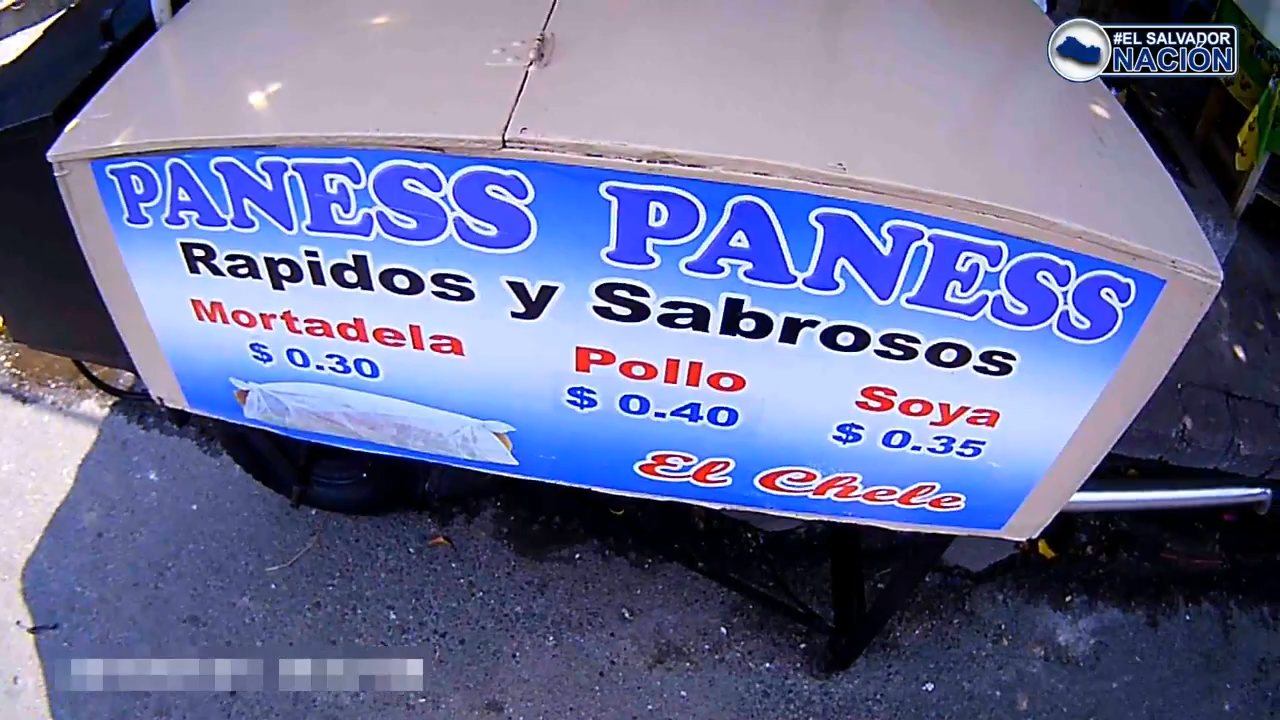 #EL SALVADOR
NACIÓN
PANESS PANESS
Rapidos y Sabrosos
Mortadela
$ 0.30
Pollo
$ 0.40
Soya
$ 0.35
El Chele